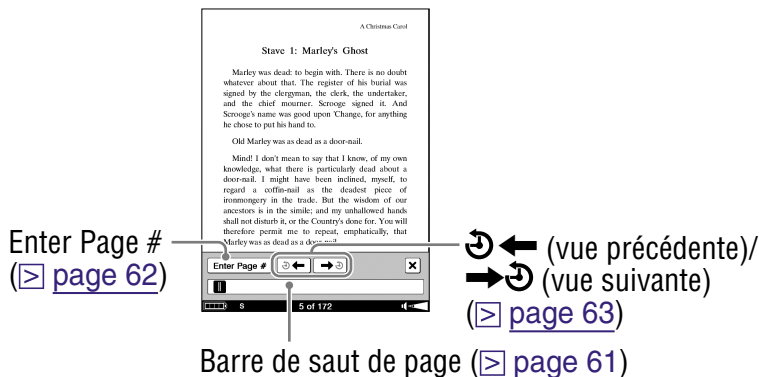 A Christmas Carol
Stave 1: Marley's Ghost
Marley was dead: to begin with. There is no doubt
whatever about that. The register of his burial was
signed by the clergyman, the clerk, the undertaker,
and the chief mourner. Scrooge signed it. And
Scrooge's name was good upon 'Change, for anything
he chose to put his hand to.
Old Marley was as dead as a door-nail.
Mind! I don't mean to say that I know, of my own
knowledge, what there is particularly dead about a
door-nail. I might have been inclined, myself, to
regard a coffin-nail as the deadest piece of
ironmongery in the trade. But the wisdom of our
ancestors is in the simile; and my unhallowed hands
shall not disturb it, or the Country's done for. You will
therefore permit me to repeat, emphatically, that
Marley was as dead as a door-nail.
Enter Page #
S 5 of 172
Enter Page #
(> page 62)
(vue précédente)/
(vue suivante)
(> page 63)
Barre de saut de page (> page 61)